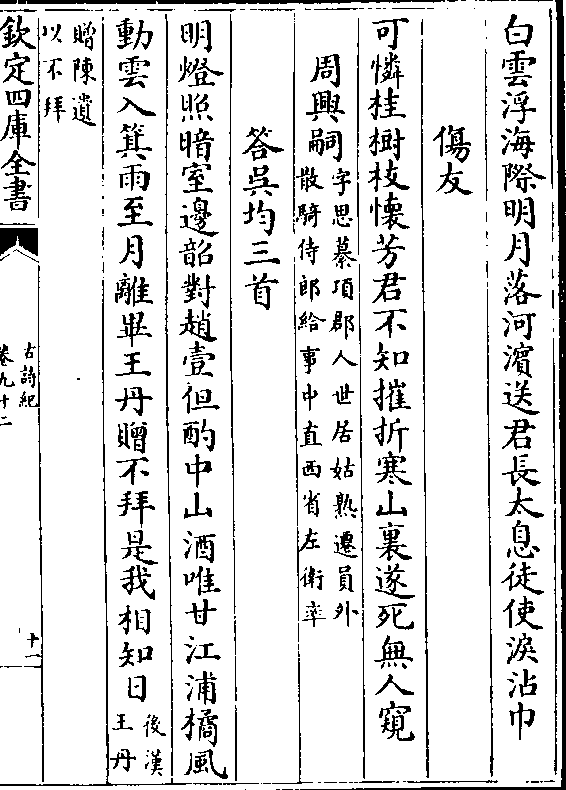 白雲浮海際明月落河濵送君長太息徒使淚沾巾
傷友
可憐桂樹枝懷芳君不知摧折寒山裏遂死無人窺
周興嗣字思纂項郡人世居姑熟遷員外
散騎侍郎給事中直西省左衛率
答吳均三首
明燈照暗室邊韶對趙壹但酌中山酒唯甘江浦橘風
動雲入箕雨至月離畢王丹贈不拜是我相知日後漢
王丹
贈陳遺
以不拜
欽定四庫全書
古詩紀
卷九十二
十一